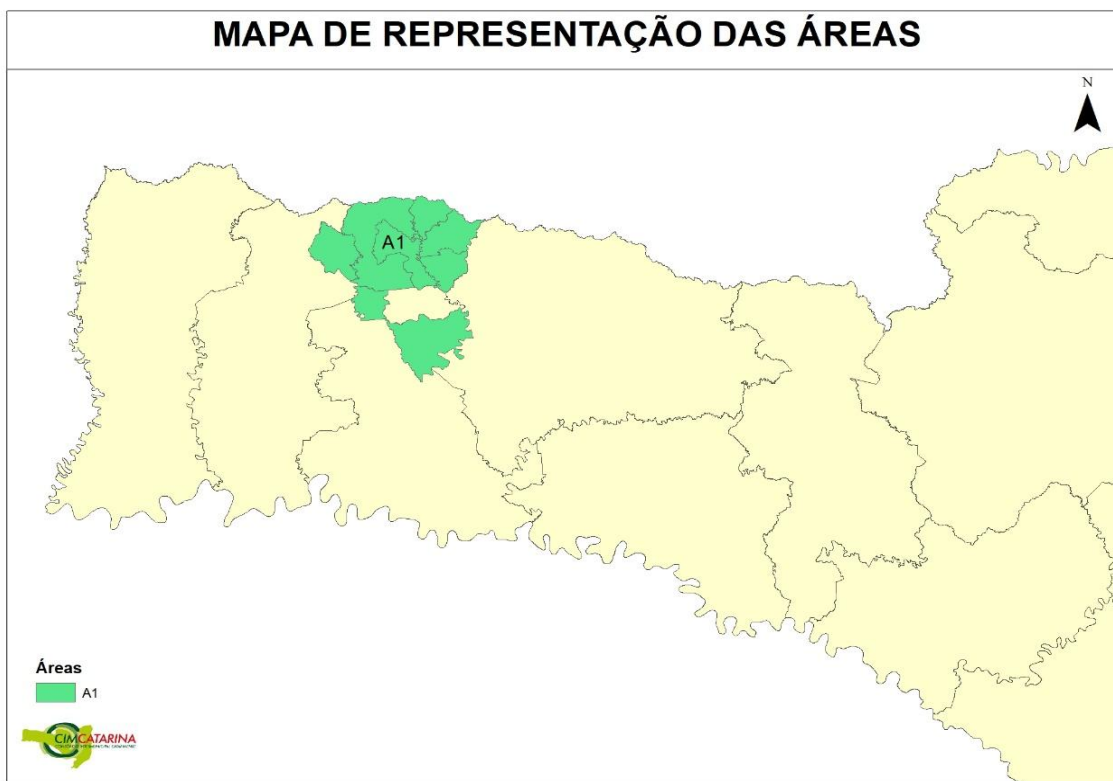 MAPA DE REPRESENTAÇÃO DAS ÁREAS
N
A1
Áreas
A1
CIMCATARINA